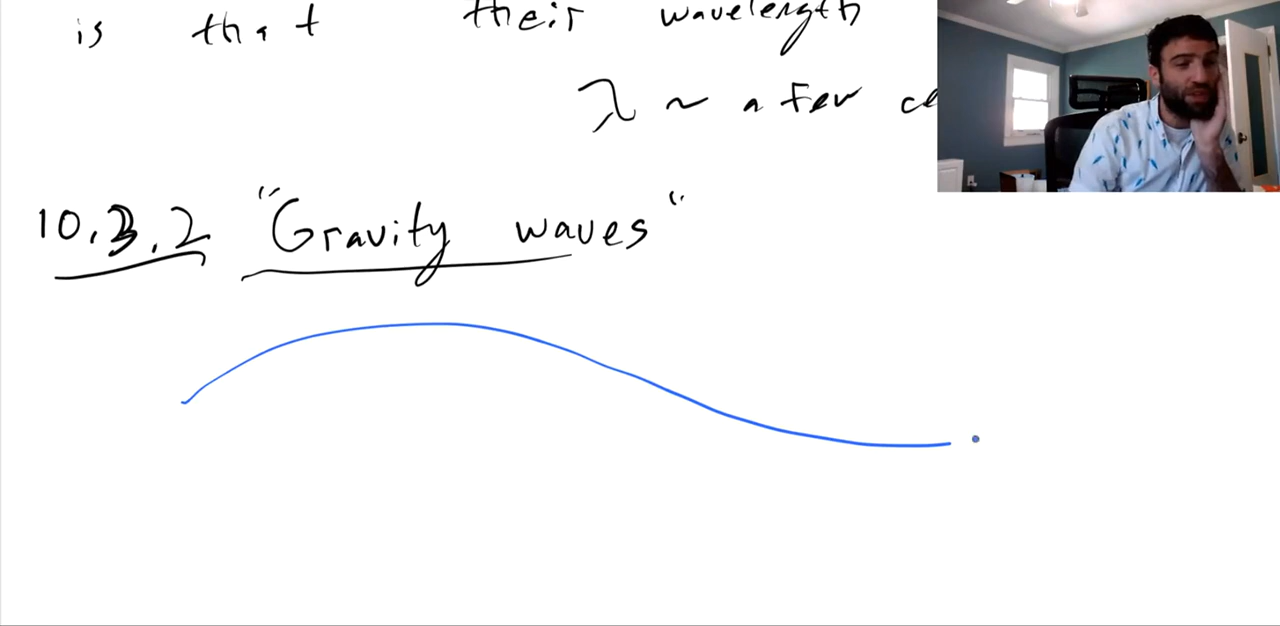 is that their wavelength
λ ~ a few
10.3.2 "Gravity waves"